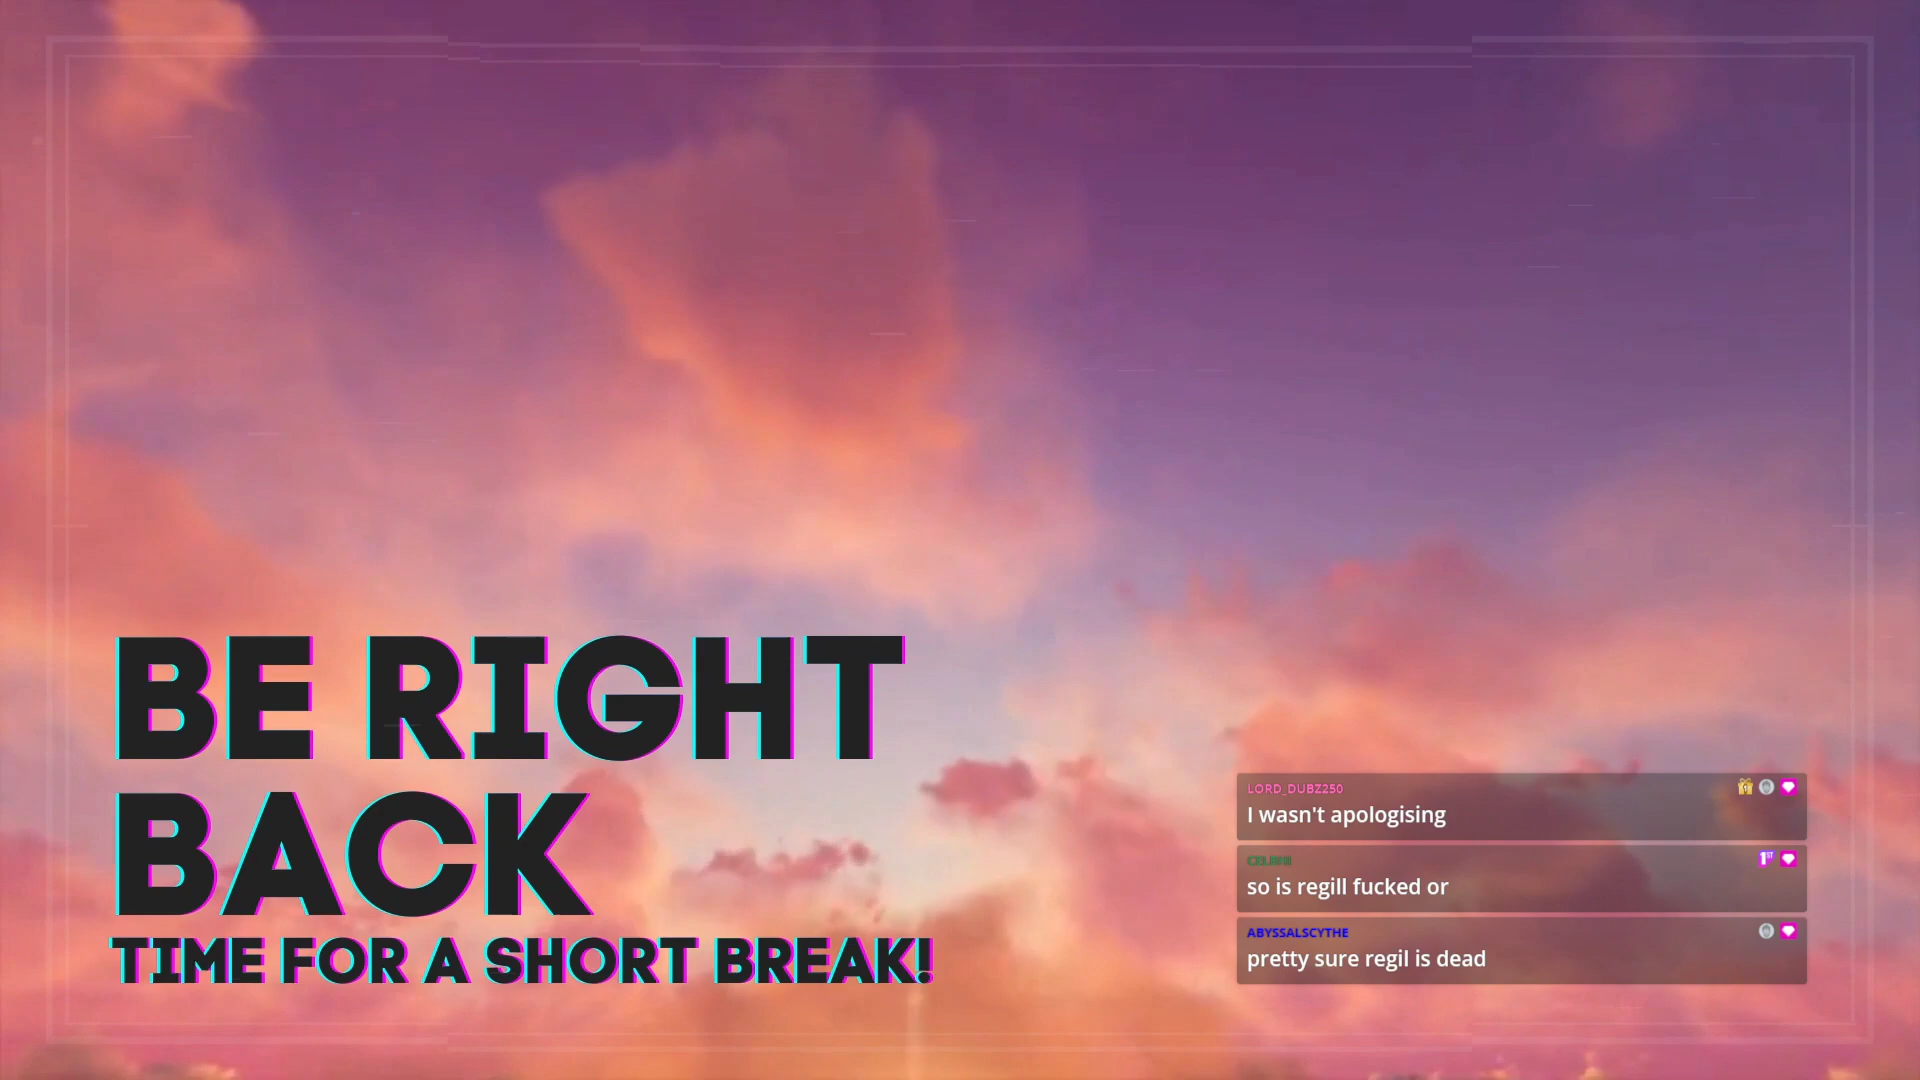 BE RIGHT
BACK
TIME FOR A SHORT BREAK!
LORD_DUBZ250
I wasn't apologising
1ST
so is regill fucked or
ABYSSALSCYTHE
pretty sure regil is dead